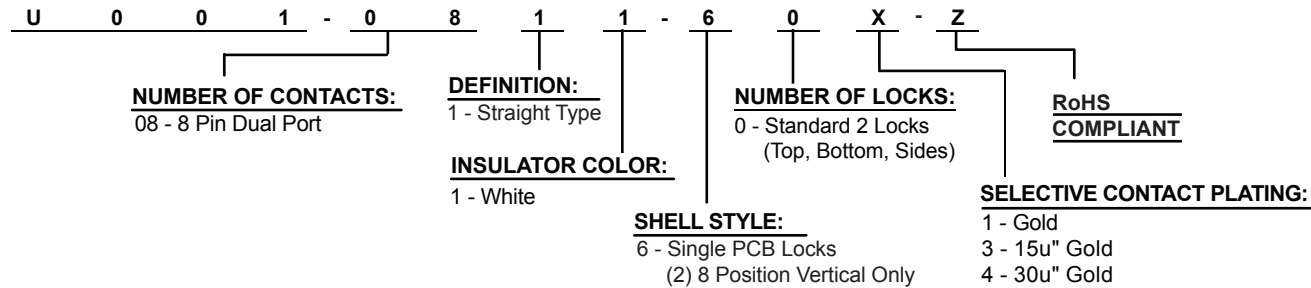 U 0 0 1 - 0 8 1 1 - 6 0 X - Z
NUMBER OF CONTACTS:
08 - 8 Pin Dual Port
DEFINITION:
1 - Straight Type
INSULATOR COLOR:
1 - White
SHELL STYLE:
6 - Single PCB Locks
(2) 8 Position Vertical Only
NUMBER OF LOCKS:
0 - Standard 2 Locks
(Top, Bottom, Sides)
RoHS
COMPLIANT
SELECTIVE CONTACT PLATING:
1 - Gold
3 - 15u" Gold
4 - 30u" Gold